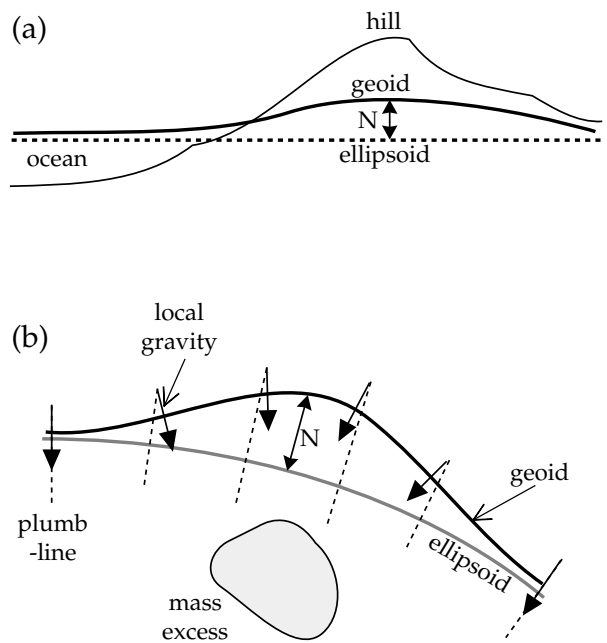 (a)
hill
geoid
N
ocean
ellipsoid
(b)
local
gravity
N
geoid
plumb
-line
ellipsoid
mass
excess